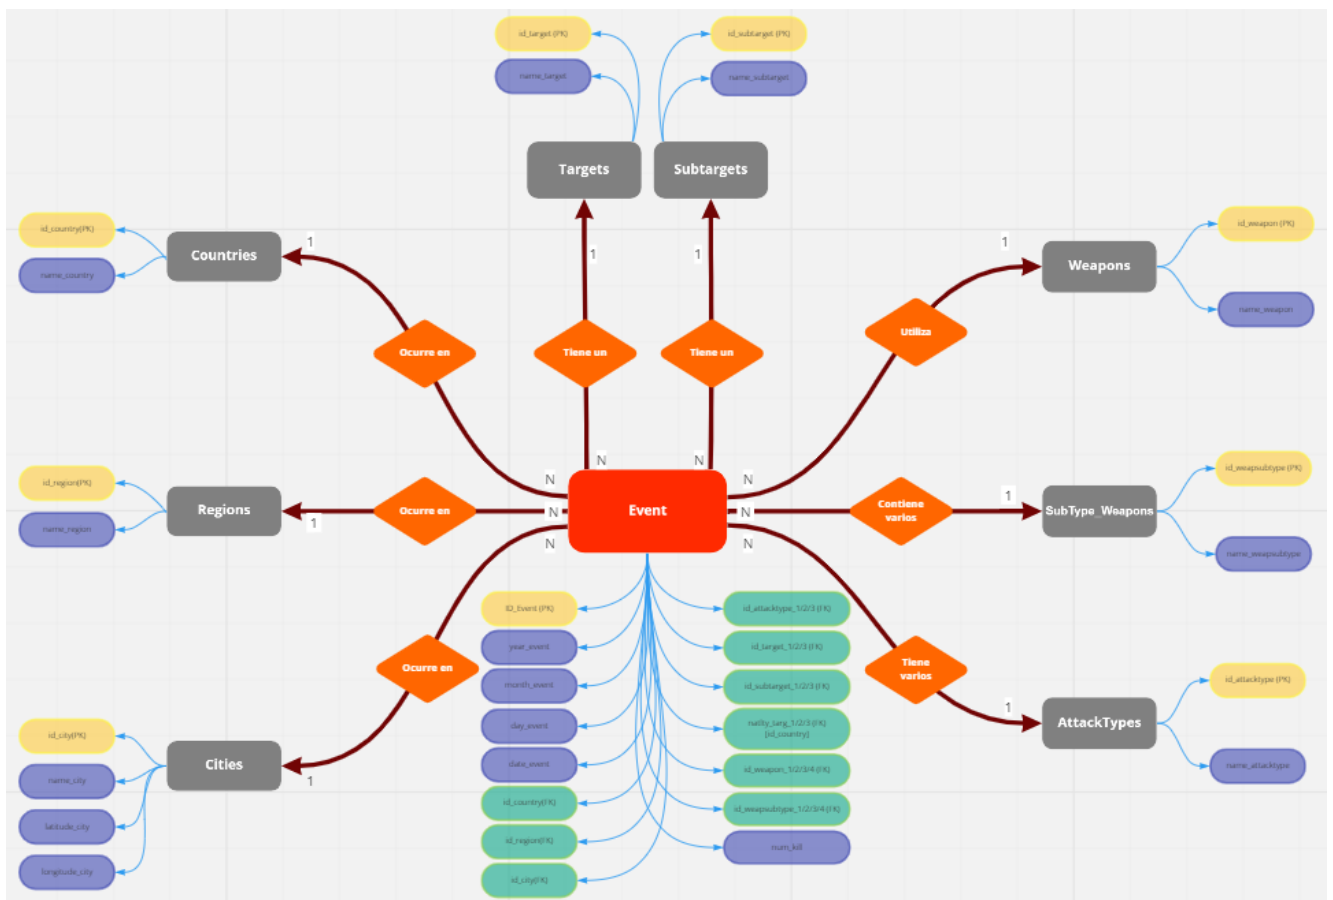 id_target (PK)
name_target
id_subtarget (PK)
name_subtarget
Targets
Subtargets
id_country(PK)
name_country
Countries
1
1
1
1
Weapons
id_weapon (PK)
name_weapon
Ocurre en
Tiene un
Tiene un
Utiliza
N
N
N
N
id_region(PK)
name_region
Regions
1
Ocurre en
N
Event
N
Contiene
varios
1
SubType_Weapons
id_weapsubtype (PK)
name_weapsubtype
N
N
Ocurre en
Tiene
varios
id_city(PK)
name_city
latitude_city
longitude_city
Cities
1
1
AttackTypes
id_attacktype (PK)
name_attacktype
ID_Event (PK)
year_event
month_event
day_event
date_event
id_country(FK)
id_region(FK)
id_city(FK)
id_attacktype_1/2/3 (FK)
id_target_1/2/3 (FK)
id_subtarget_1/2/3 (FK)
natlty_targ_1/2/3 (FK)
[id_country]
id_weapon_1/2/3/4 (FK)
id_weapsubtype_1/2/3/4 (FK)
num_kill